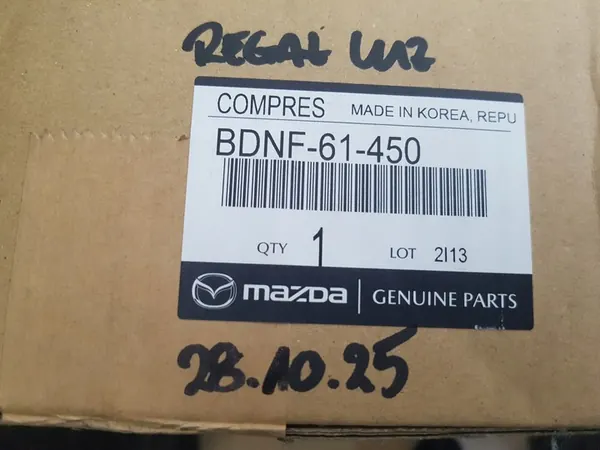 REGAL W12
COMPRES MADE IN KOREA, REPU
BDNF-61-450
QTY 1 LOT 2I13
mazda GENUINE PARTS
28.10.25